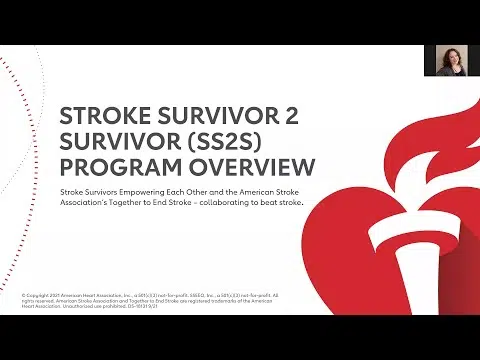 STROKE SURVIVOR 2
SURVIVOR (SS2S)
PROGRAM OVERVIEW
Stroke Survivors Empowering Each Other and the American Stroke
Association's Together to End Stroke – collaborating to beat stroke.
© Copyright 2021 American Heart Association, Inc., a 501(c)(3) not-for-profit. SSEEO, Inc., a 501(c)(3) not-for-profit. All
rights reserved. American Stroke Association and Together to End Stroke are registered trademarks of the American
Heart Association. Unauthorized use prohibited. DS-18131 9/21